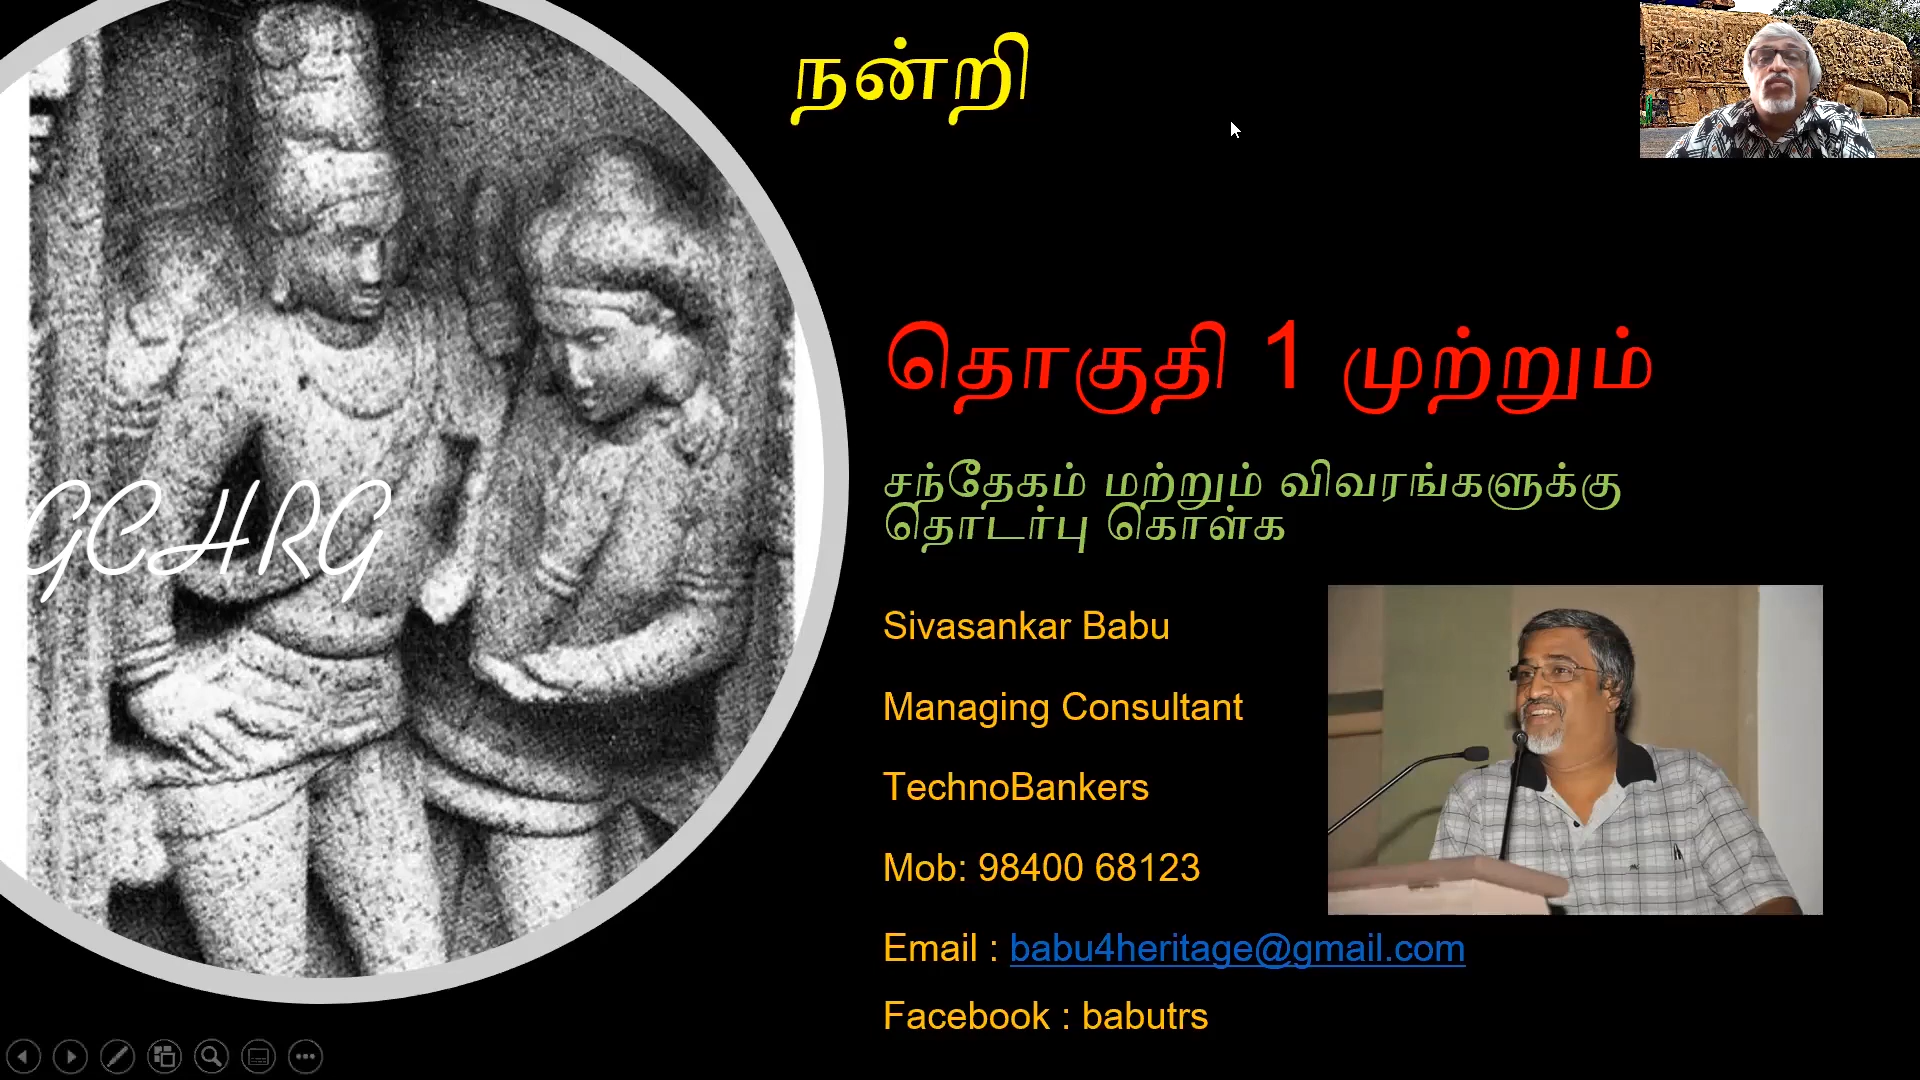 நன்றி
தொகுதி 1 முற்றும்
சந்தேகம் மற்றும் விவரங்களுக்கு
தொடர்பு கொள்க
GCHRG
Sivasankar Babu
Managing Consultant
TechnoBankers
Mob: 98400 68123
Email : babu4heritage@gmail.com
Facebook : babutrs